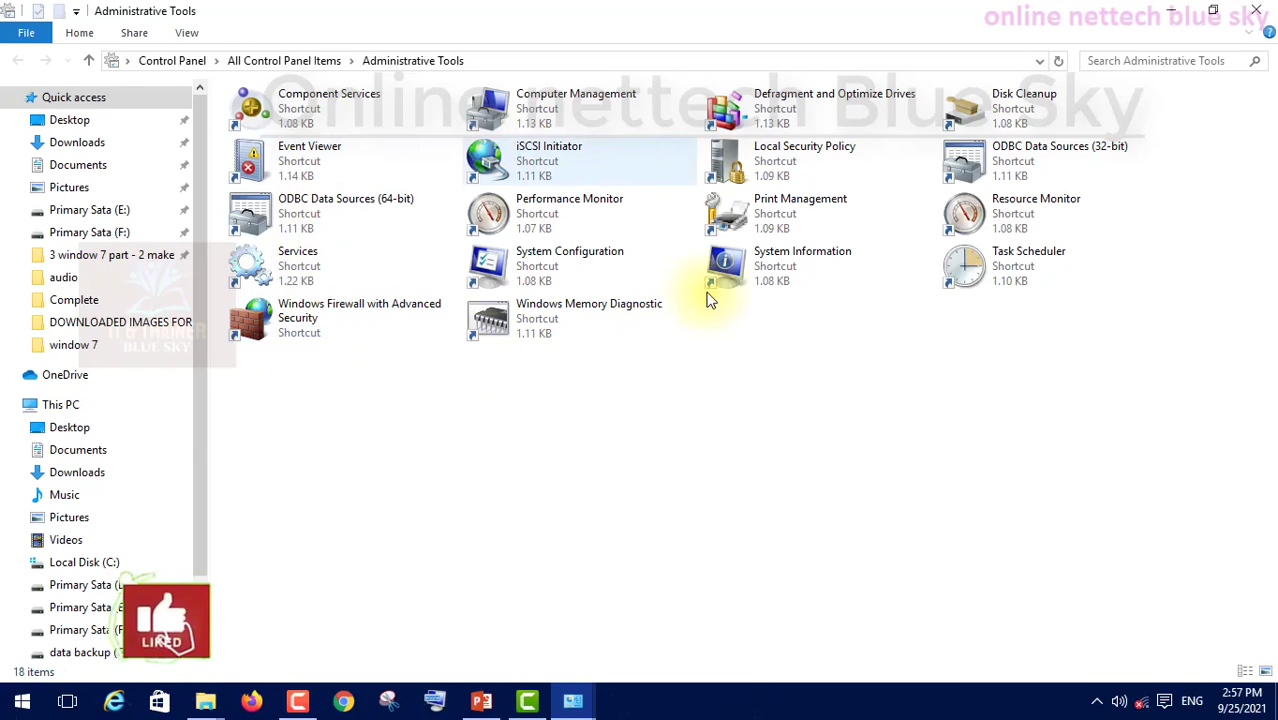 Administrative Tools
online nettech blue sky
File Home Share View
Control Panel All Control Panel Items Administrative Tools
Search Administrative Tools
Online Nettech Blue Sky
Quick access
Desktop
Downloads
Documents
Pictures
Primary Sata (E:)
Primary Sata (F:)
3 window 7 part - 2 make
audio
Complete
DOWNLOADED IMAGES FOR
window 7
BLUE SKY
OneDrive
This PC
Desktop
Documents
Downloads
Music
Pictures
Videos
Local Disk (C:)
Primary Sata
Primary Sata
Primary Sata
data backup
LIKED
Component Services
Shortcut
1.08 KB
Computer Management
Shortcut
1.13 KB
Defragment and Optimize Drives
Shortcut
1.13 KB
Disk Cleanup
Shortcut
1.08 KB
Event Viewer
Shortcut
1.14 KB
iSCSI Initiator
Shortcut
1.11 KB
Local Security Policy
Shortcut
1.09 KB
ODBC Data Sources (32-bit)
Shortcut
1.11 KB
ODBC Data Sources (64-bit)
Shortcut
1.11 KB
Performance Monitor
Shortcut
1.07 KB
Print Management
Shortcut
1.09 KB
Resource Monitor
Shortcut
1.08 KB
Services
Shortcut
1.22 KB
System Configuration
Shortcut
1.08 KB
System Information
Shortcut
1.08 KB
Task Scheduler
Shortcut
1.10 KB
Windows Firewall with Advanced
Security
Shortcut
Windows Memory Diagnostic
Shortcut
1.11 KB
18 items
ENG
2:57 PM
9/25/2021